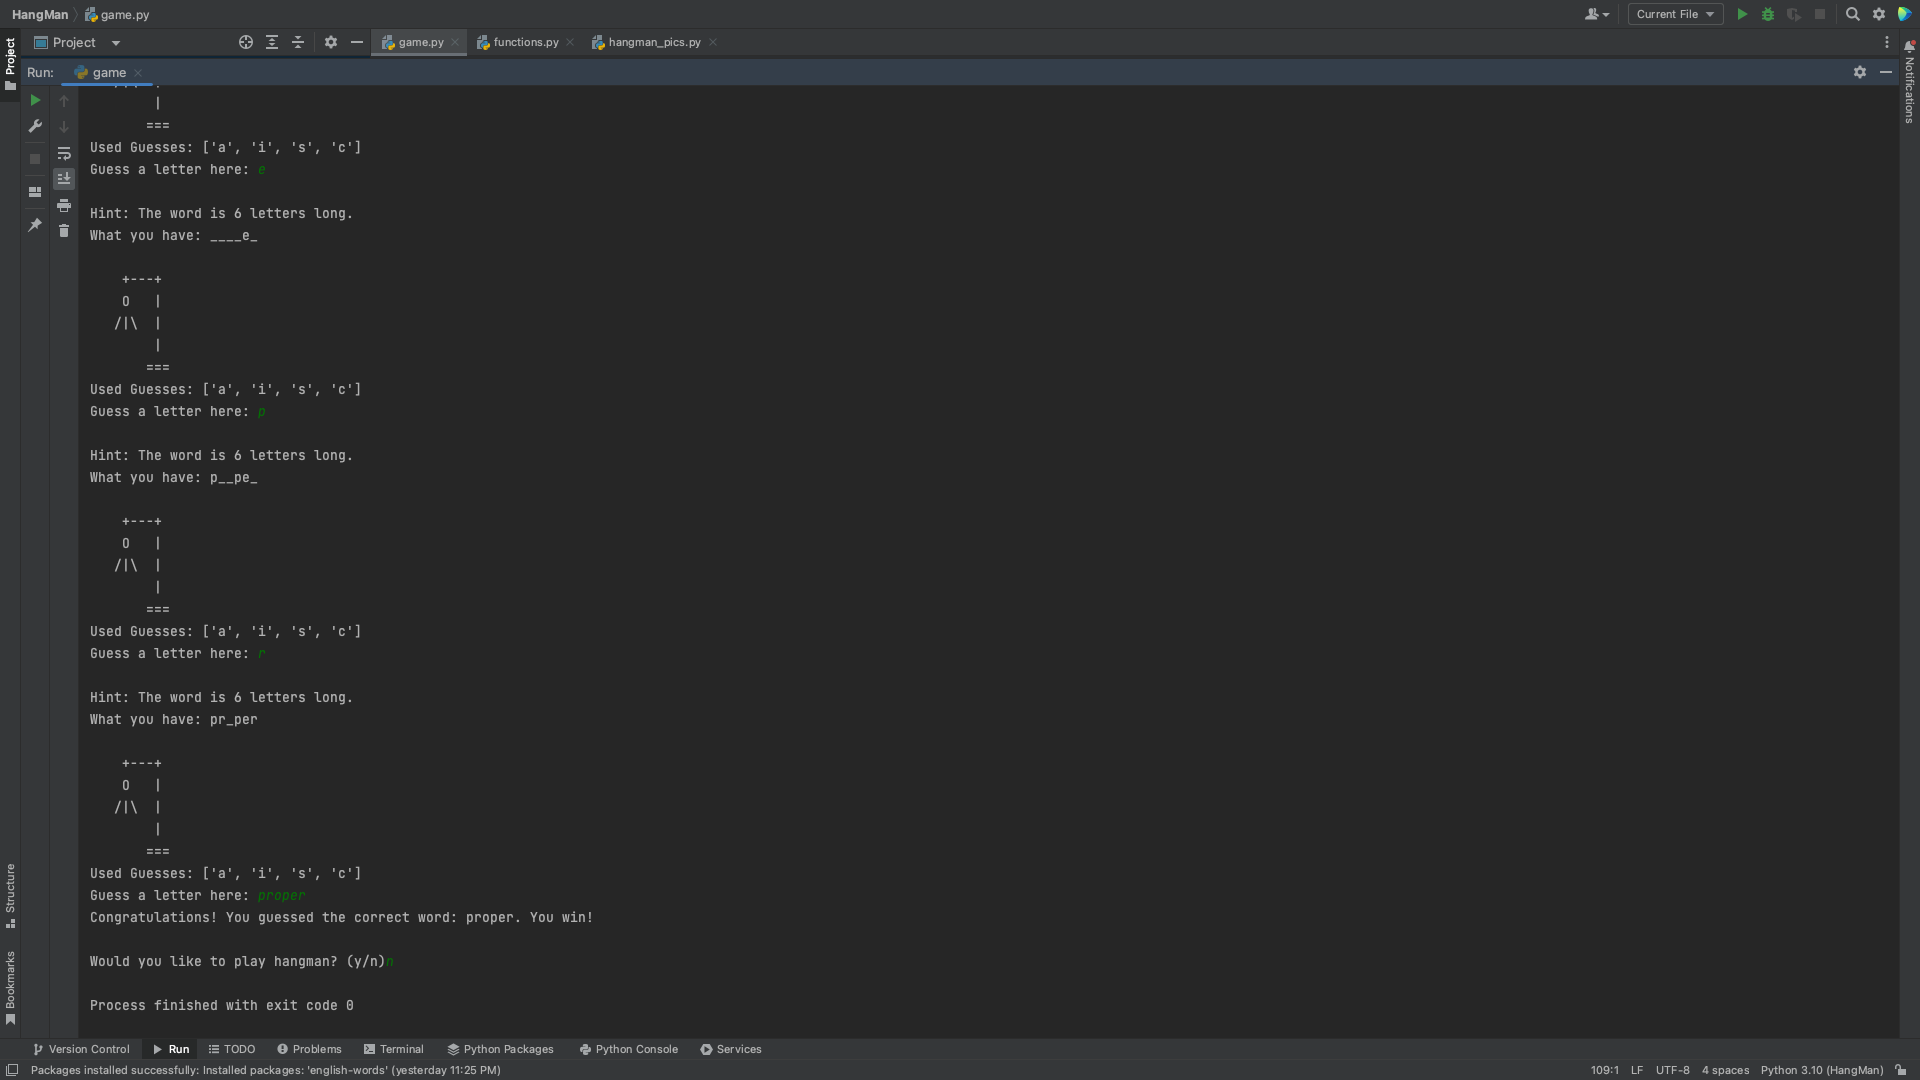 HangMan game.py
Current File
Project
Project
game.py
functions.py
hangman_pics.py
Notifications
Run: game
|
===
Used Guesses: ['a', 'i', 's', 'c']
Guess a letter here: e
Hint: The word is 6 letters long.
What you have: ____e_
+---+
O   |
/|\  |
|
===
Used Guesses: ['a', 'i', 's', 'c']
Guess a letter here: p
Hint: The word is 6 letters long.
What you have: p__pe_
+---+
O   |
/|\  |
|
===
Used Guesses: ['a', 'i', 's', 'c']
Guess a letter here: r
Hint: The word is 6 letters long.
What you have: pr_per
+---+
O   |
/|\  |
|
===
Used Guesses: ['a', 'i', 's', 'c']
Guess a letter here: proper
Congratulations! You guessed the correct word: proper. You win!
Would you like to play hangman? (y/n)n
Process finished with exit code 0
Structure
Bookmarks
Version Control Run TODO Problems Terminal Python Packages Python Console Services
Packages installed successfully: Installed packages: 'english-words' (yesterday 11:25 PM) 109:1 LF UTF-8 4 spaces Python 3.10 (HangMan)